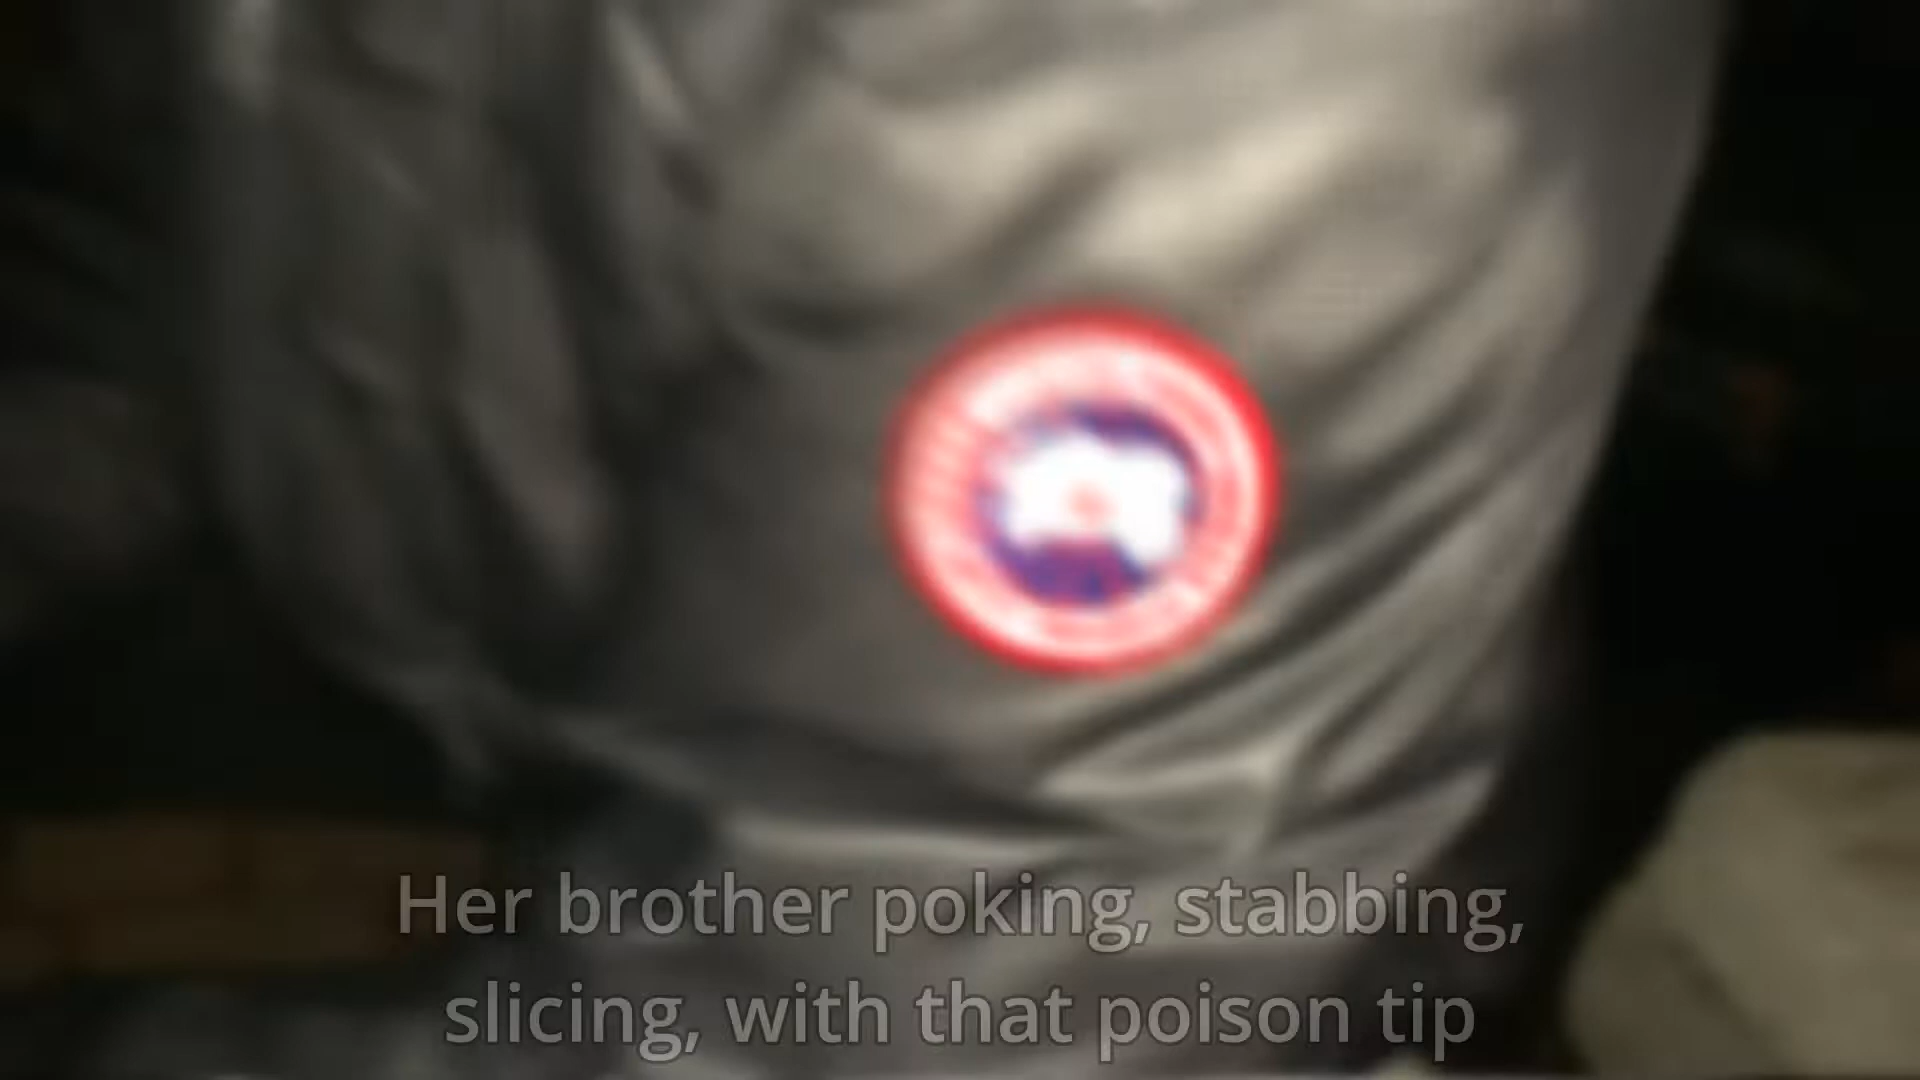 Her brother poking, stabbing,
slicing, with that poison tip